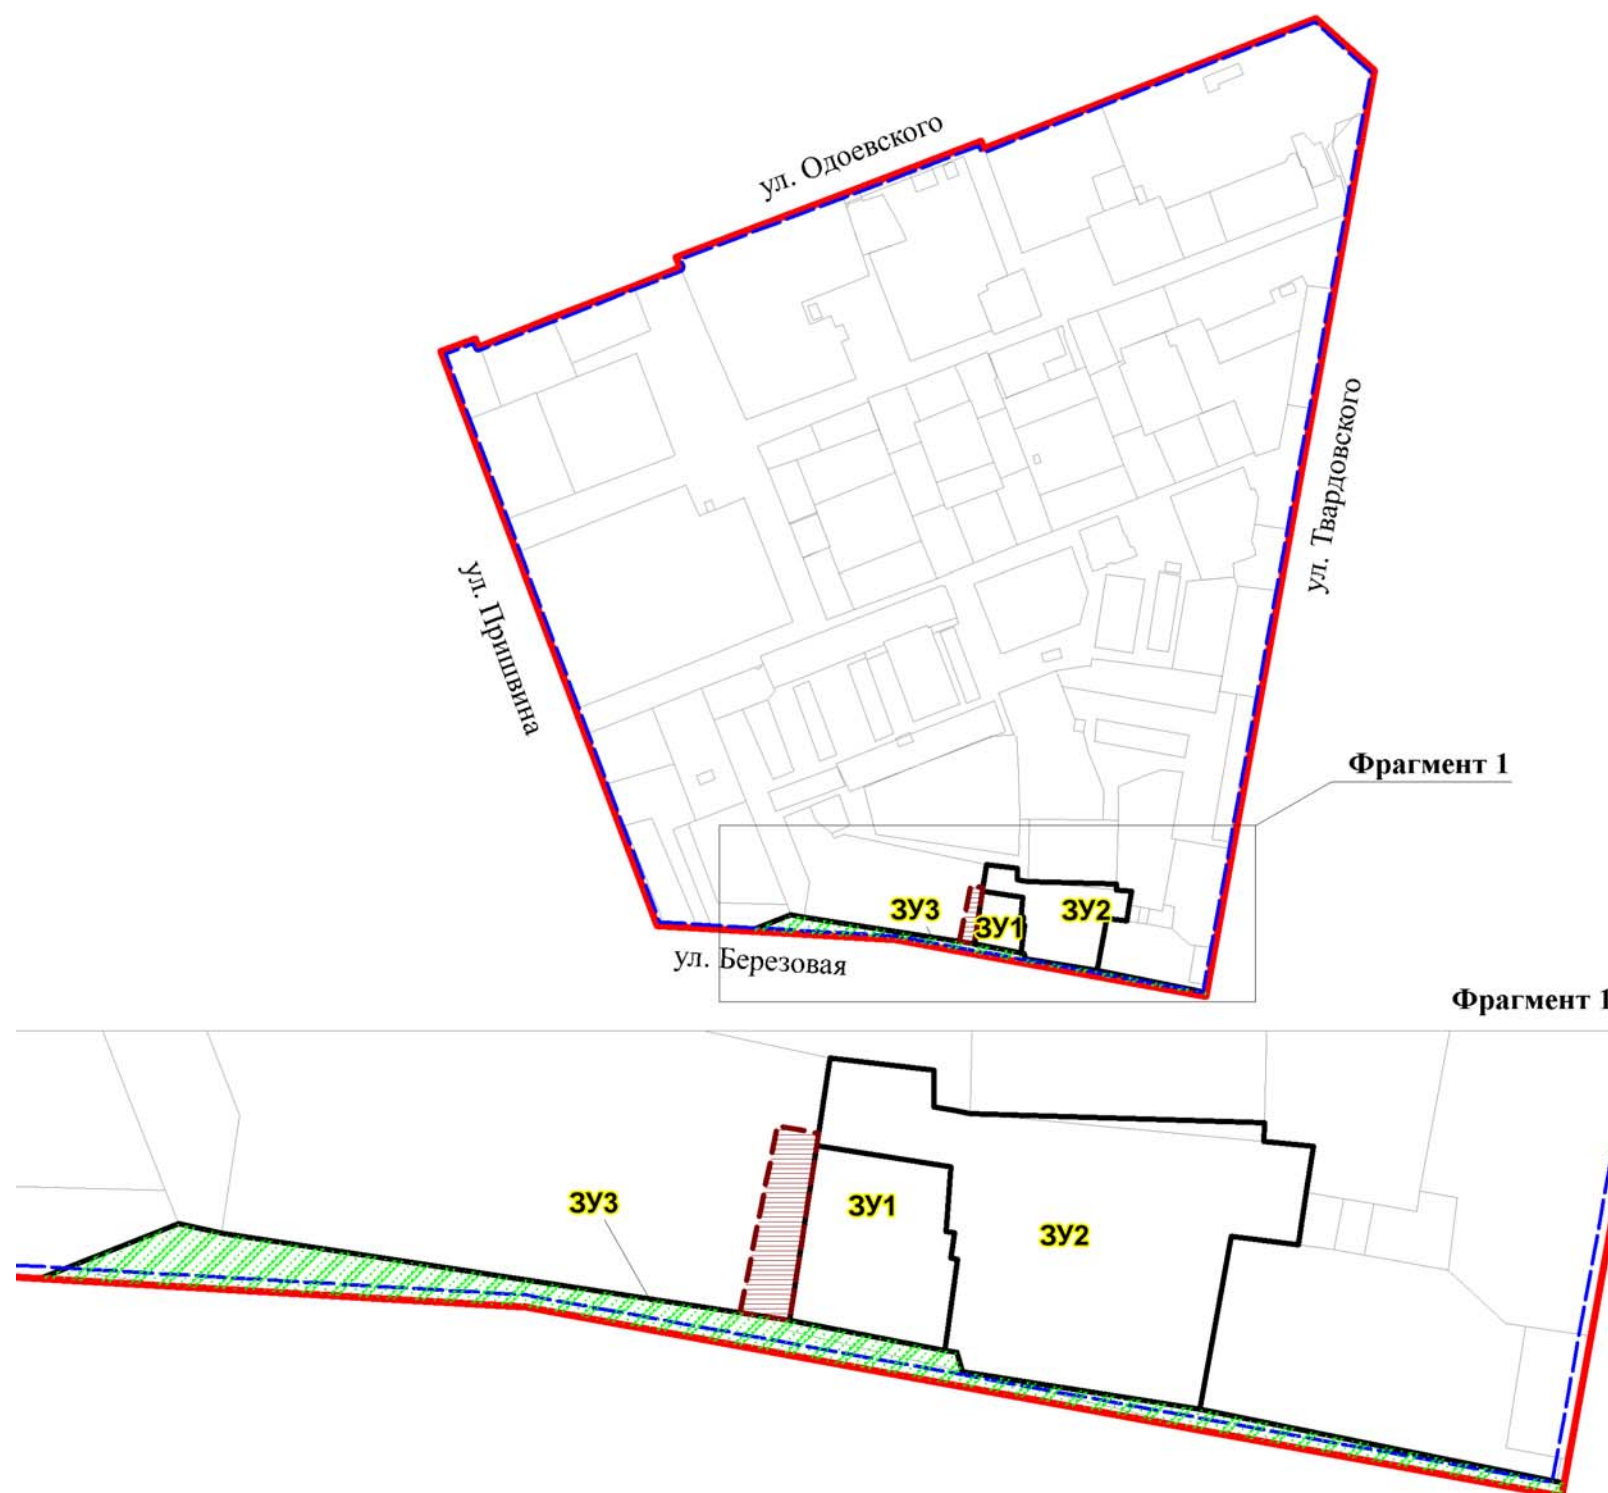 ул. Одоевского
ул. Твардовского
ул. Пришвина
Фрагмент 1
ЗУ3
ЗУ1
ЗУ2
ул. Березовая
Фрагмент 1
ЗУ3
ЗУ1
ЗУ2